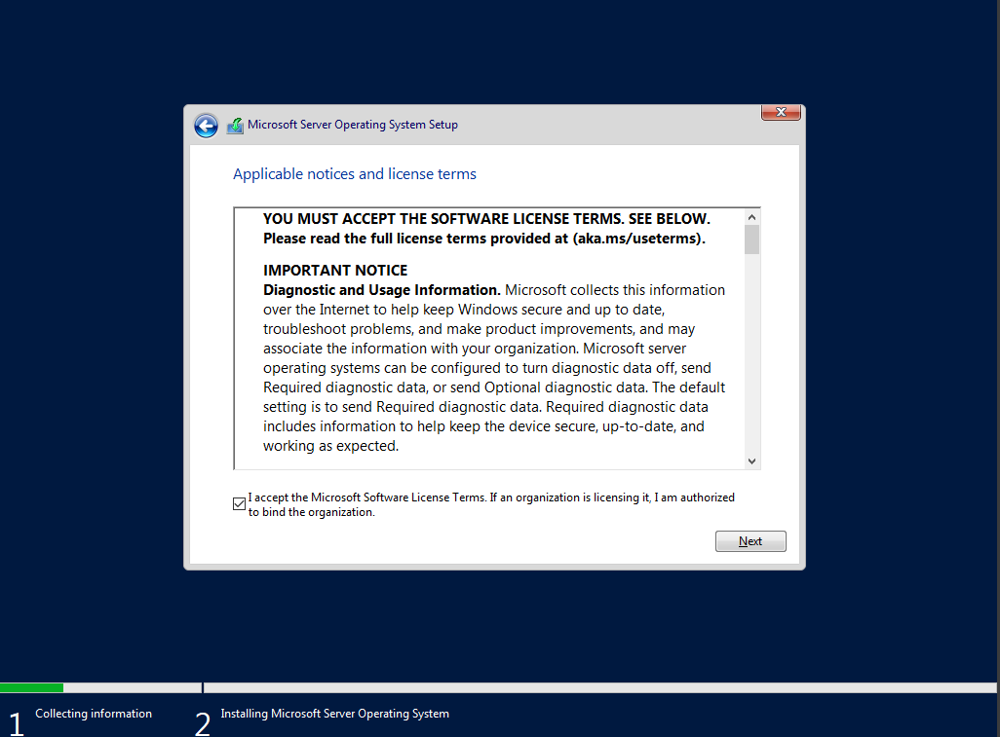 Microsoft Server Operating System Setup
Applicable notices and license terms
YOU MUST ACCEPT THE SOFTWARE LICENSE TERMS. SEE BELOW.
Please read the full license terms provided at (aka.ms/useterms).
IMPORTANT NOTICE
Diagnostic and Usage Information. Microsoft collects this information
over the Internet to help keep Windows secure and up to date,
troubleshoot problems, and make product improvements, and may
associate the information with your organization. Microsoft server
operating systems can be configured to turn diagnostic data off, send
Required diagnostic data, or send Optional diagnostic data. The default
setting is to send Required diagnostic data. Required diagnostic data
includes information to help keep the device secure, up-to-date, and
working as expected.
I accept the Microsoft Software License Terms. If an organization is licensing it, I am authorized
to bind the organization.
Next
1 Collecting information
2 Installing Microsoft Server Operating System